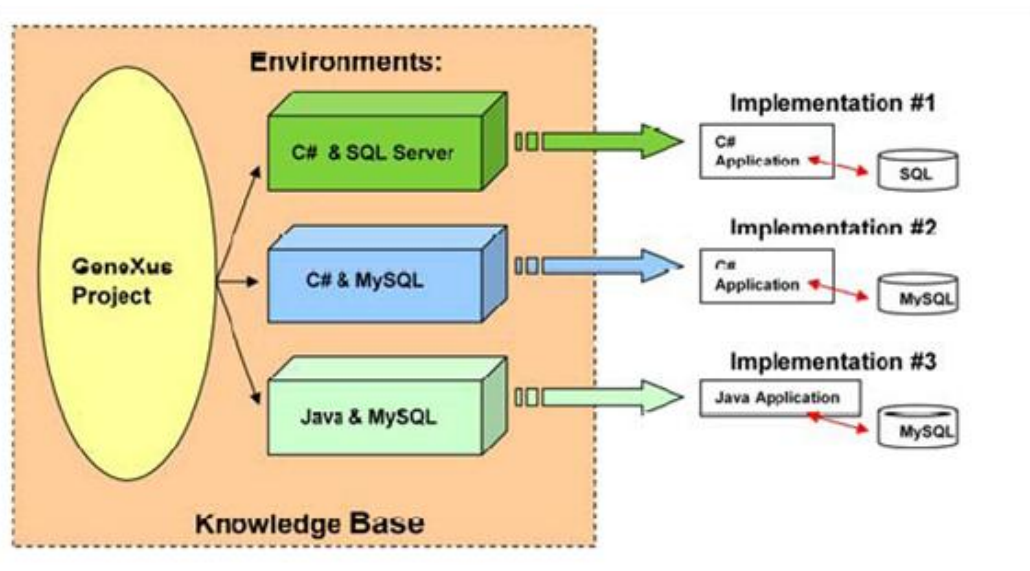 Environments:
C# & SQL Server
C# & MySQL
Java & MySQL
GeneXus
Project
Knowledge Base
Implementation #1
C#
Application
SQL
Implementation #2
C#
Application
MySQL
Implementation #3
Java Application
MySQL